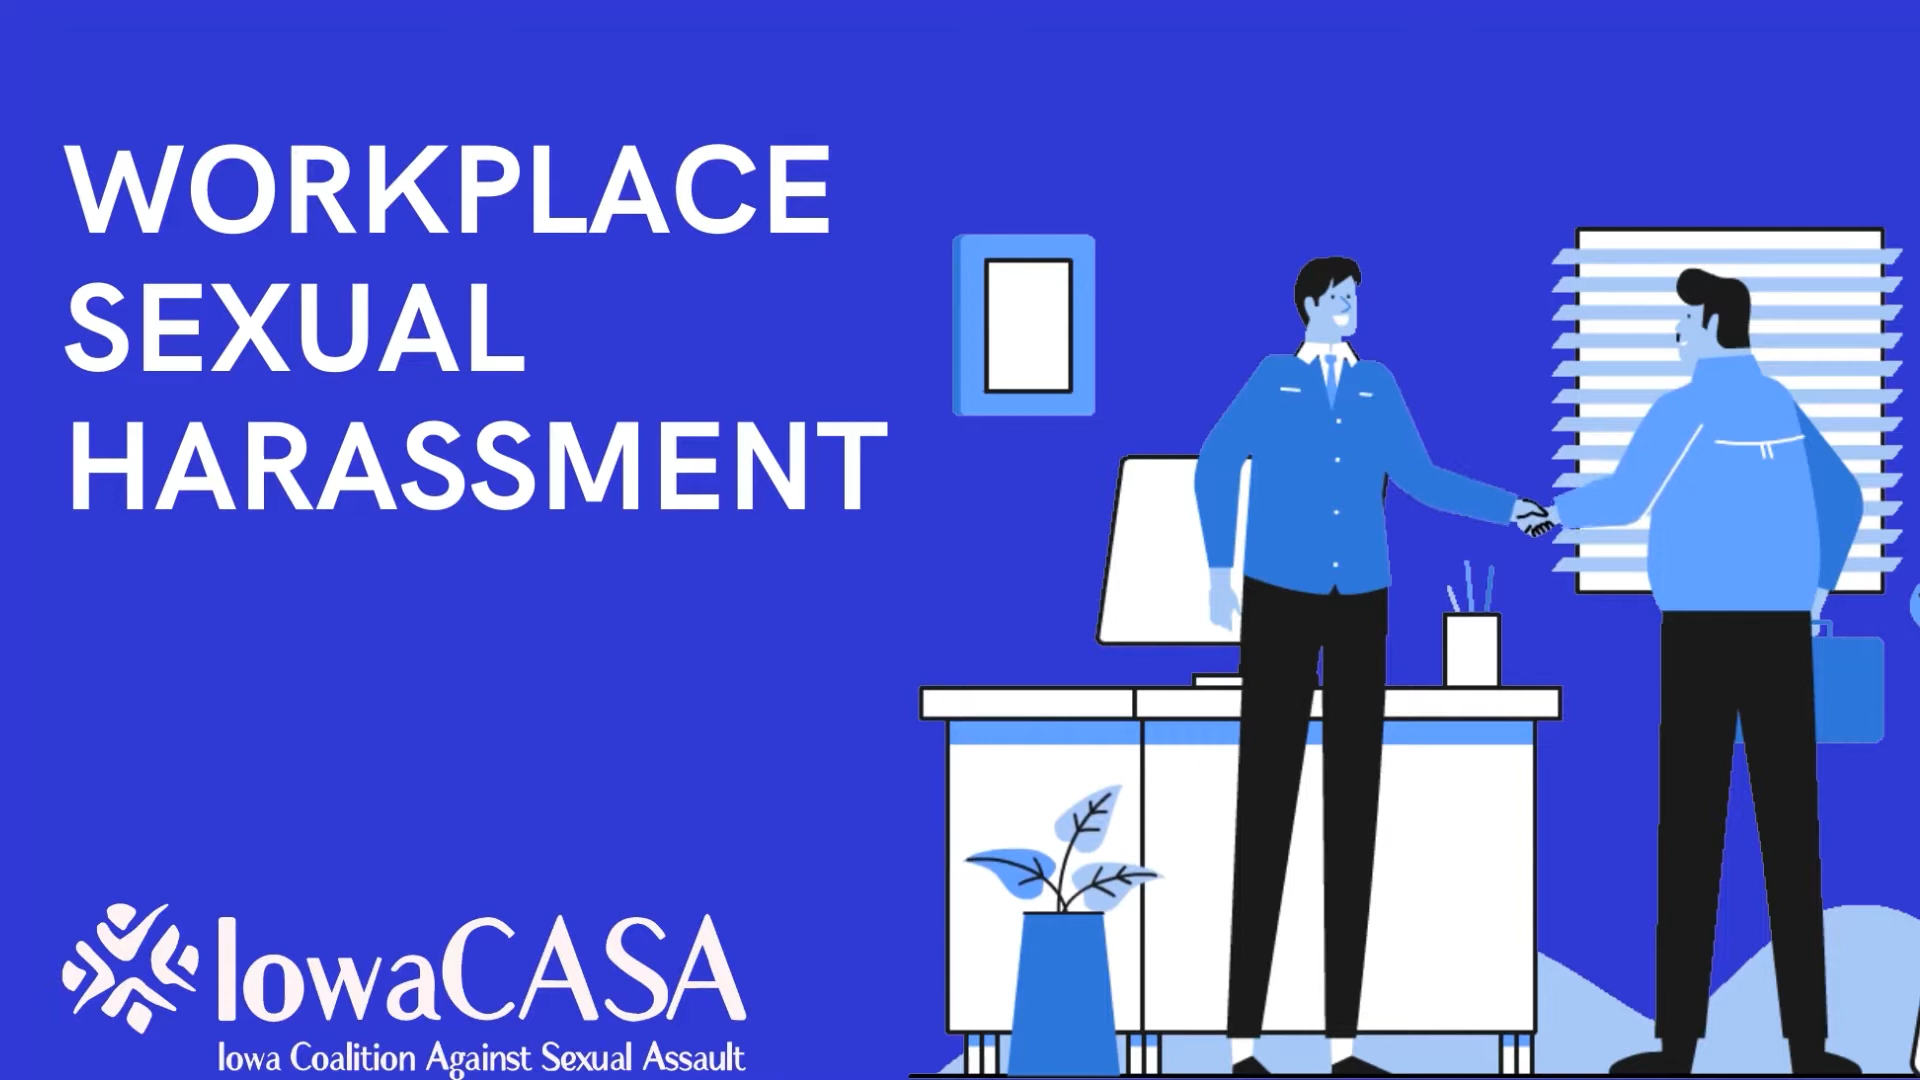 WORKPLACE
SEXUAL
HARASSMENT
IowaCASA
Iowa Coalition Against Sexual Assault